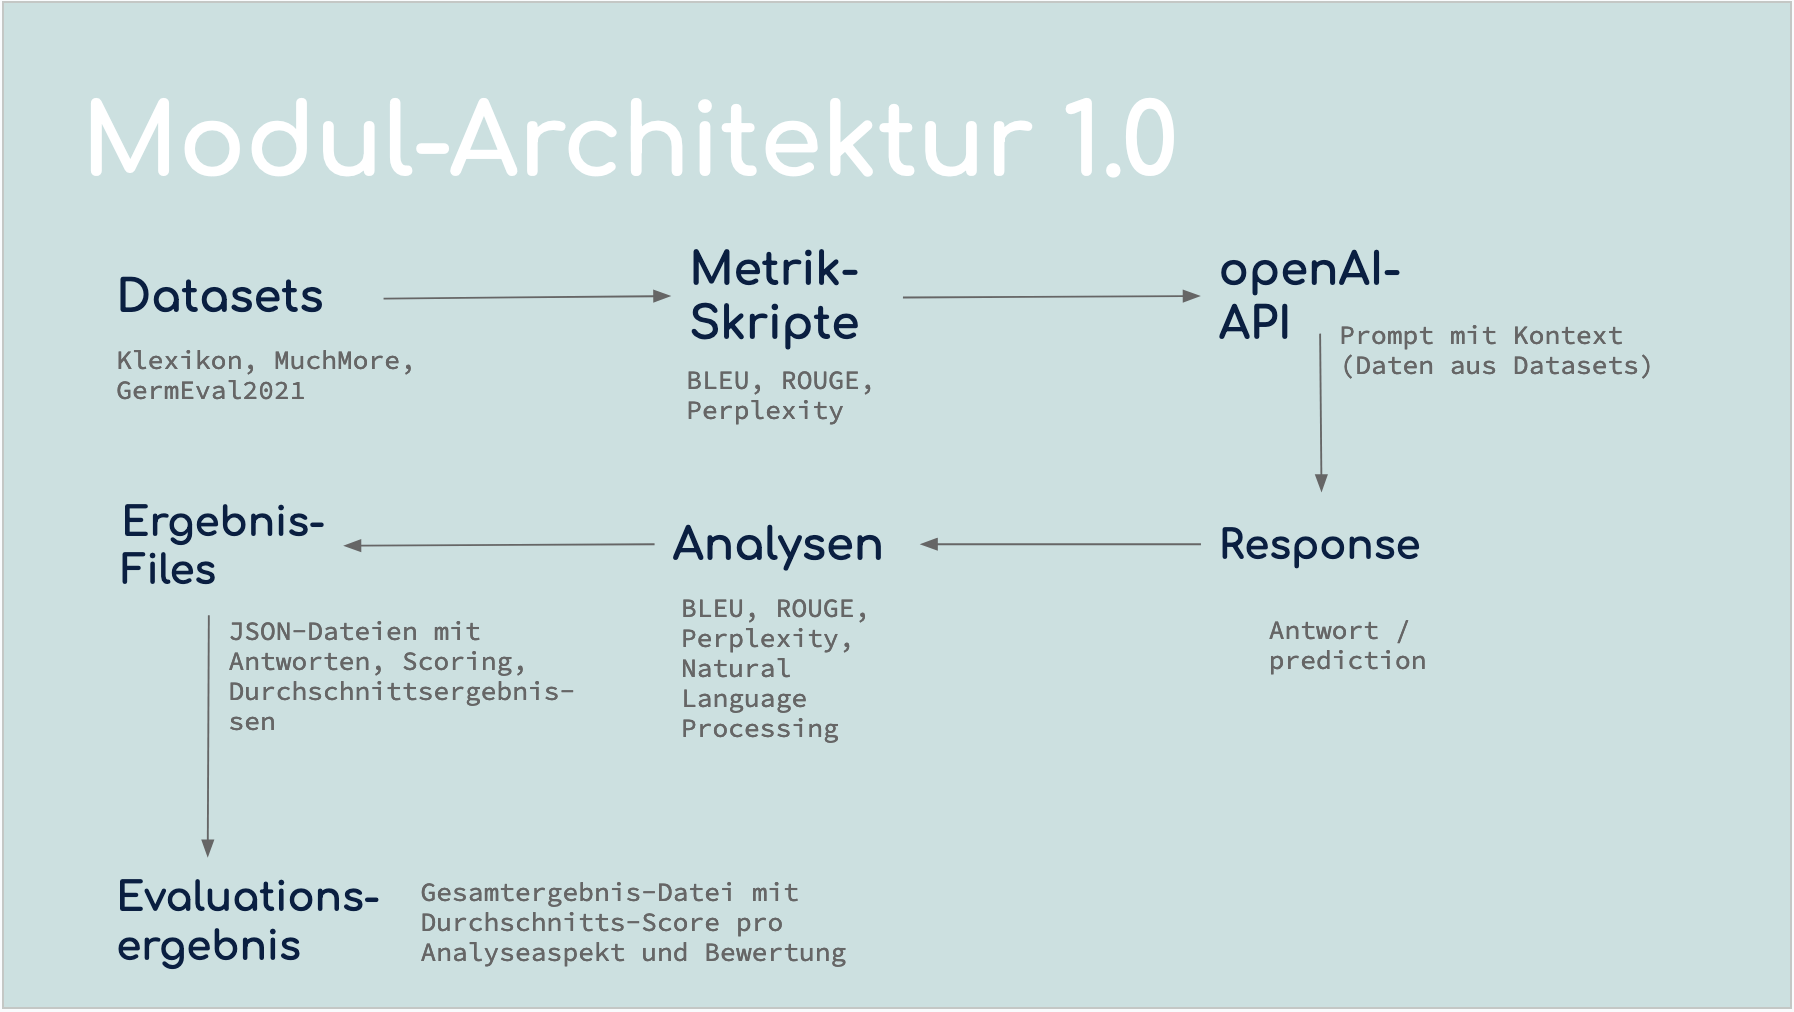 Modul-Architektur 1.0
Datasets
Klexikon, MuchMore,
GermEval2021
Metrik-
Skripte
BLEU, ROUGE,
Perplexity
openAI-
API
Prompt mit Kontext
(Daten aus Datasets)
Response
Antwort /
prediction
Analysen
BLEU, ROUGE,
Perplexity,
Natural
Language
Processing
Ergebnis-
Files
JSON-Dateien mit
Antworten, Scoring,
Durchschnittsergebnis-
sen
Evaluations-
ergebnis
Gesamtergebnis-Datei mit
Durchschnitts-Score pro
Analyseaspekt und Bewertung